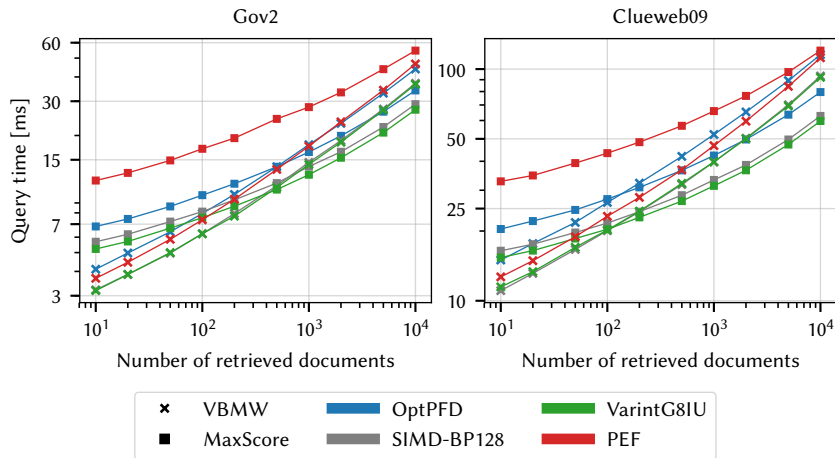 Gov2
Clueweb09
Query time [ms]
60
30
15
7
3
10^1
10^2
10^3
10^4
Number of retrieved documents
100
50
25
10
10^1
10^2
10^3
10^4
Number of retrieved documents
VBMW
OptPFD
VarintG8IU
MaxScore
SIMD-BP128
PEF